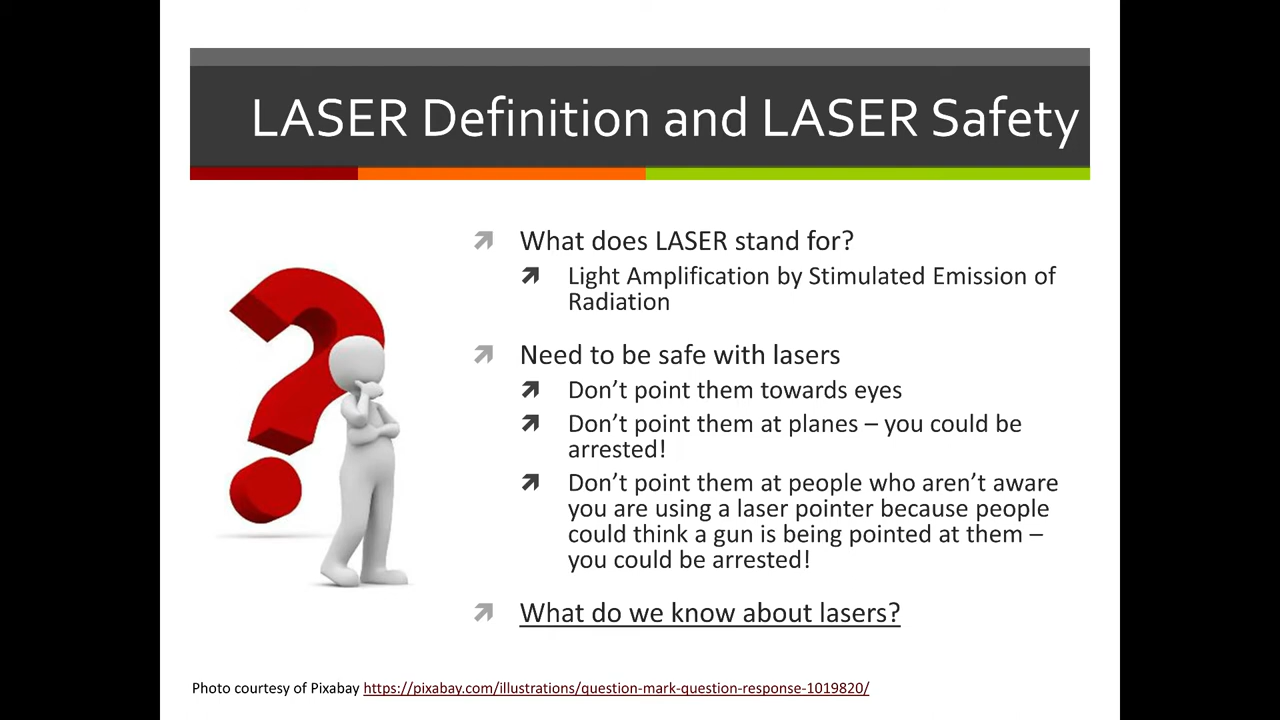 LASER Definition and LASER Safety
What does LASER stand for?
Light Amplification by Stimulated Emission of
Radiation
Need to be safe with lasers
Don’t point them towards eyes
Don’t point them at planes – you could be
arrested!
Don’t point them at people who aren’t aware
you are using a laser pointer because people
could think a gun is being pointed at them –
you could be arrested!
What do we know about lasers?
Photo courtesy of Pixabay https://pixabay.com/illustrations/question-mark-question-response-1019820/